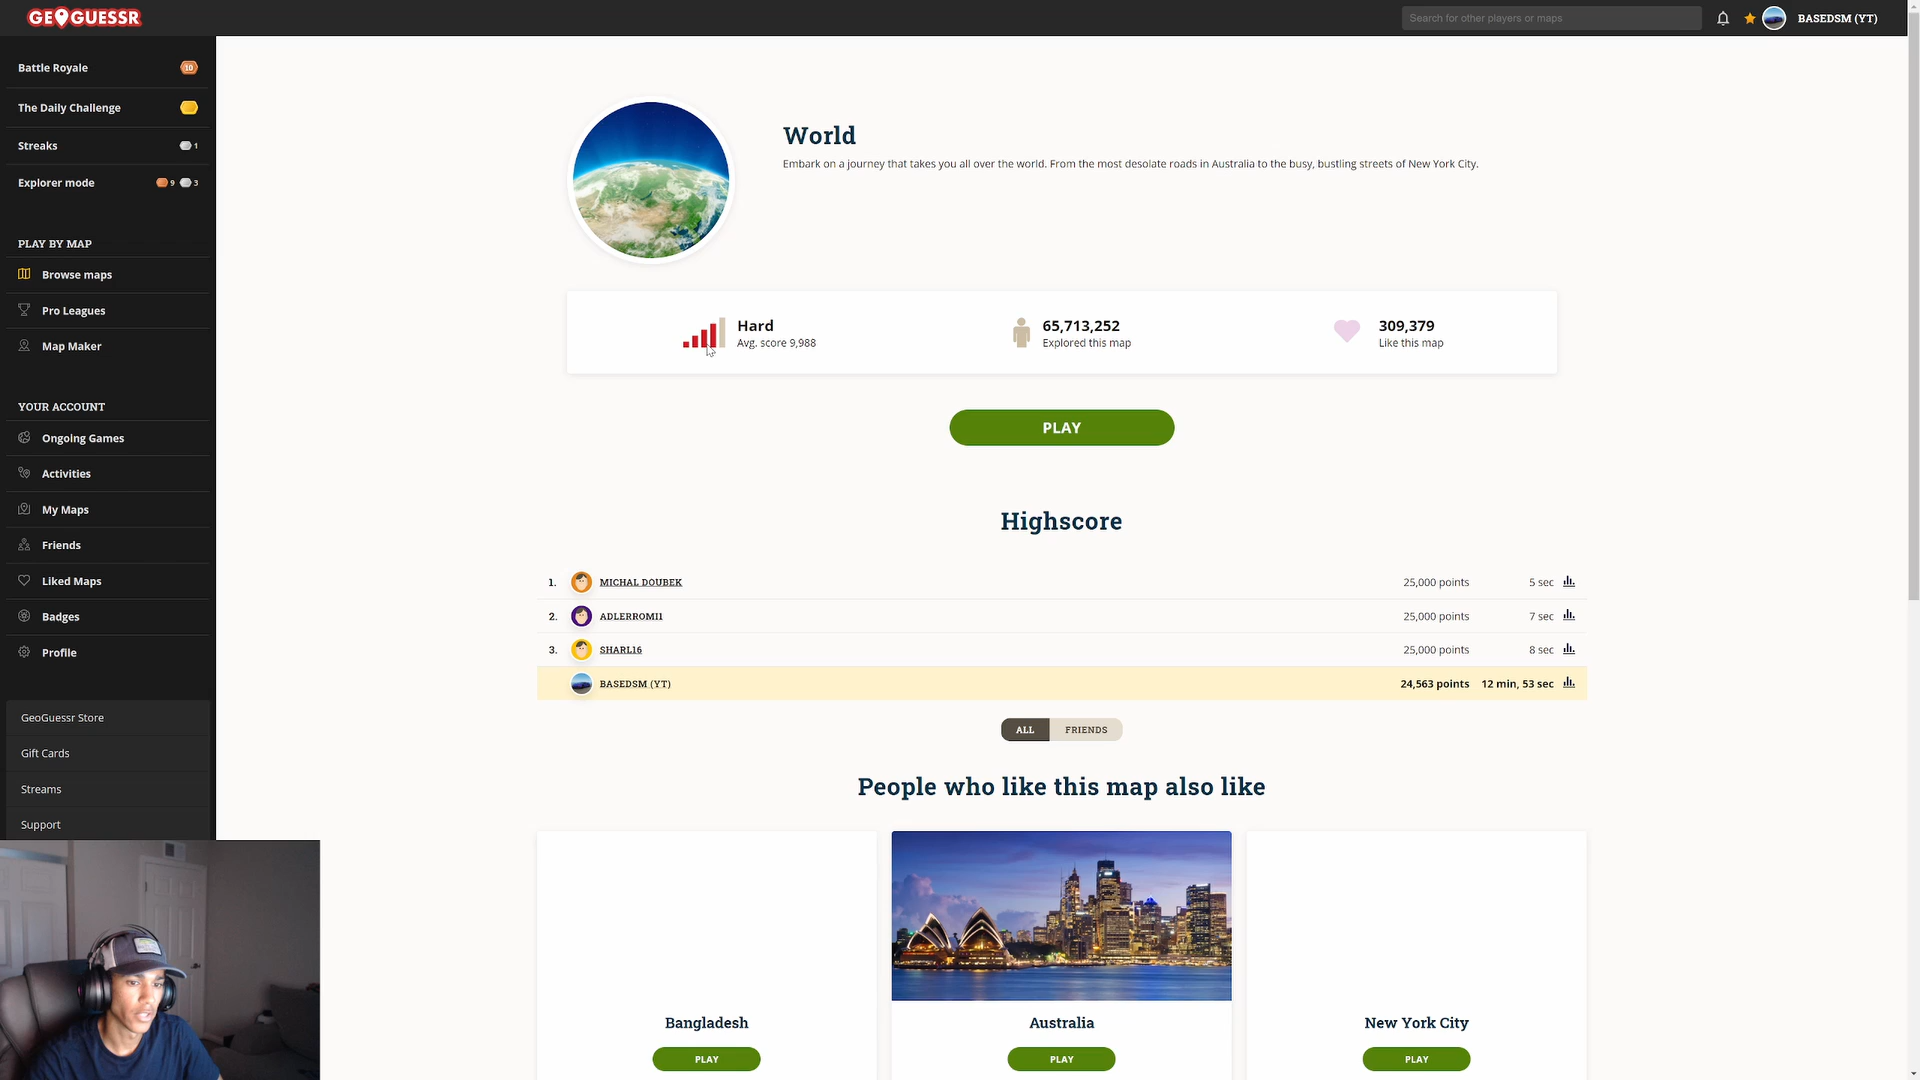 GEOGUESSR
Search for other players or maps
BASEDSM (YT)
Battle Royale
10
The Daily Challenge
Streaks
1
Explorer mode
9 3
PLAY BY MAP
Browse maps
Pro Leagues
Map Maker
YOUR ACCOUNT
Ongoing Games
Activities
My Maps
Friends
Liked Maps
Badges
Profile
GeoGuessr Store
Gift Cards
Streams
Support
World
Embark on a journey that takes you all over the world. From the most desolate roads in Australia to the busy, bustling streets of New York City.
Hard
Avg. score 9,988
65,713,252
Explored this map
309,379
Like this map
PLAY
Highscore
1. MICHAL DOUBEK 25,000 points 5 sec
2. ADLERROMI1 25,000 points 7 sec
3. SHARL16 25,000 points 8 sec
BASEDSM (YT) 24,563 points 12 min, 53 sec
ALL FRIENDS
People who like this map also like
Bangladesh
PLAY
Australia
PLAY
New York City
PLAY